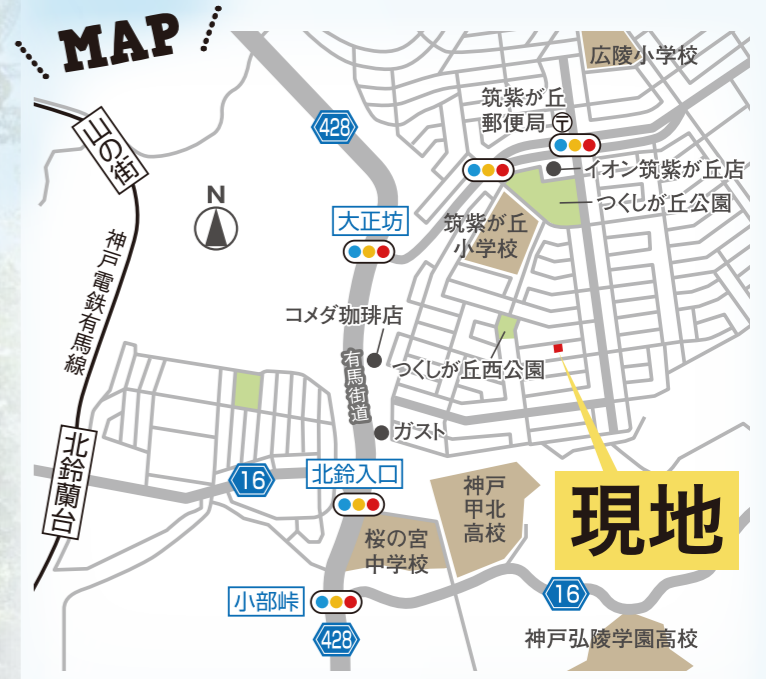 MAP
広陵小学校
筑紫が丘
郵便局
428
山の街
イオン筑紫が丘店
つくしが丘公園
N
大正坊
筑紫が丘
小学校
神戸電鉄有馬線
コメダ珈琲店
有馬街道
つくしが丘西公園
ガスト
北鈴蘭台
16
北鈴入口
神戸
甲北
高校
現地
桜の宮
中学校
小部峠
16
428
神戸弘陵学園高校